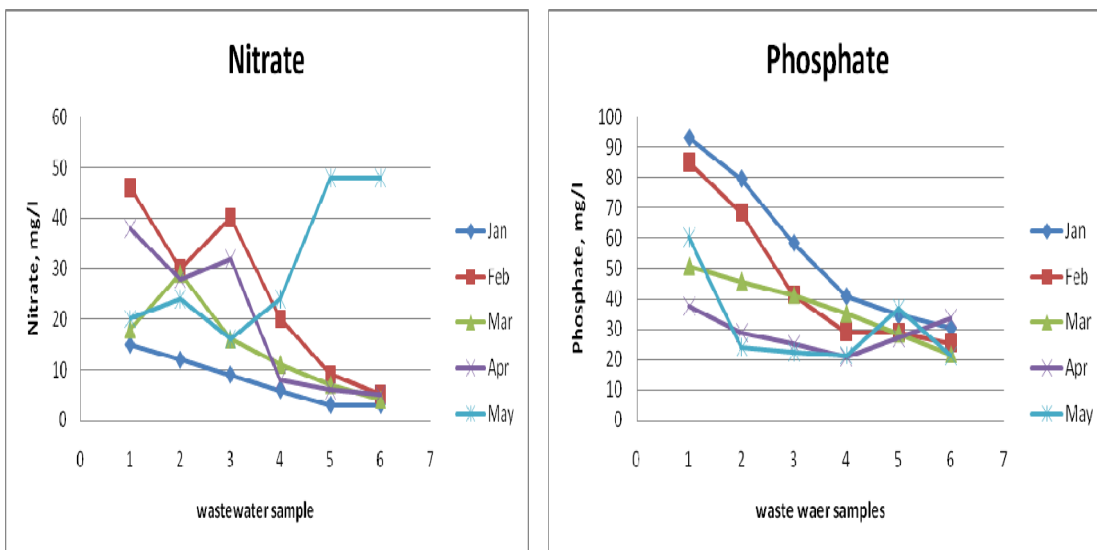 Nitrate
60
50
40
30
20
10
0
Nitrate, mg/l
0 1 2 3 4 5 6 7
wastewater sample
Jan
Feb
Mar
Apr
May
Phosphate
100
90
80
70
60
50
40
30
20
10
0
Phosphate, mg/l
0 1 2 3 4 5 6 7
waste waer samples
Jan
Feb
Mar
Apr
May